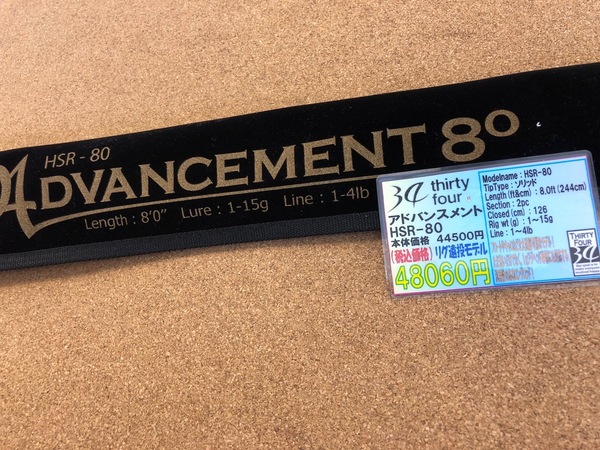 HSR - 80
ADVANCEMENT 80
Length : 8'0" Lure : 1-15g Line : 1-4lb
34 thirty four
アドバンスメント
HSR-80
本体価格 44500円
(税込価格) リグ遠投モデル
48060円
Modelname : HSR-80
TipType : ソリッド
Length(ft&cm) : 8.0ft (244cm)
Section : 2pc
Closed (cm) : 126
Rig wt(g) : 1～15g
Line : 1～4lb
THIRTY FOUR
34